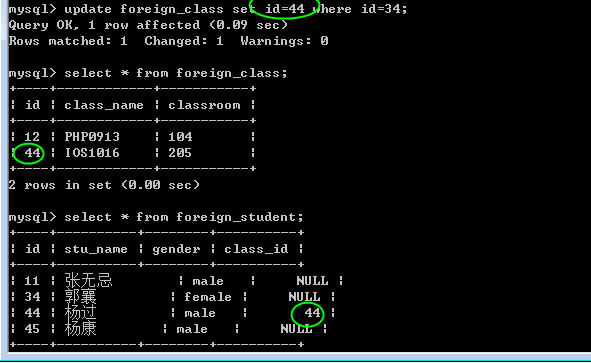 mysql> update foreign_class set id=44 where id=34;
Query OK, 1 row affected (0.09 sec)
Rows matched: 1  Changed: 1  Warnings: 0
mysql> select * from foreign_class;
+----+------------+-----------+
| id | class_name | classroom |
+----+------------+-----------+
| 12 | PHP0913 | 104 |
| 44 | IOS1016 | 205 |
+----+------------+-----------+
2 rows in set (0.00 sec)
mysql> select * from foreign_student;
+----+----------+--------+----------+
| id | stu_name | gender | class_id |
+----+----------+--------+----------+
| 11 | 张无忌 | male | NULL |
| 34 | 郭襄 | female | NULL |
| 44 | 杨过 | male | 44 |
| 45 | 杨康 | male | NULL |
+----+----------+--------+----------+